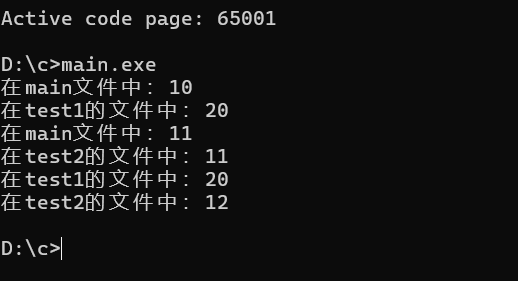 Active code page: 65001
D:\c>main.exe
在main文件中: 10
在test1的文件中: 20
在main文件中: 11
在test2的文件中: 11
在test1的文件中: 20
在test2的文件中: 12
D:\c>